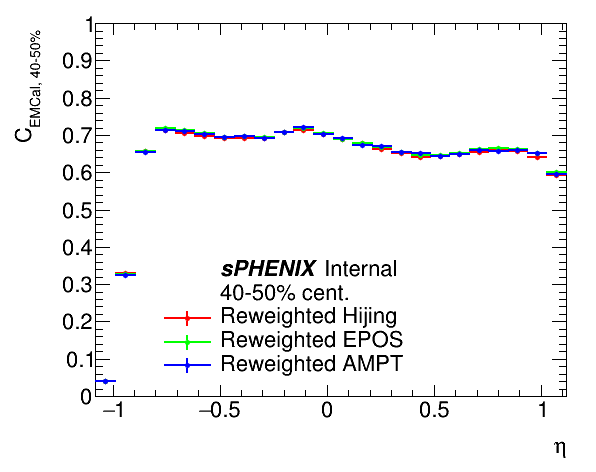 C_EMCal, 40-50%
1
0.9
0.8
0.7
0.6
0.5
0.4
0.3
0.2
0.1
0
sPHENIX Internal
40-50% cent.
Reweighted Hijing
Reweighted EPOS
Reweighted AMPT
−1 −0.5 0 0.5 1
η